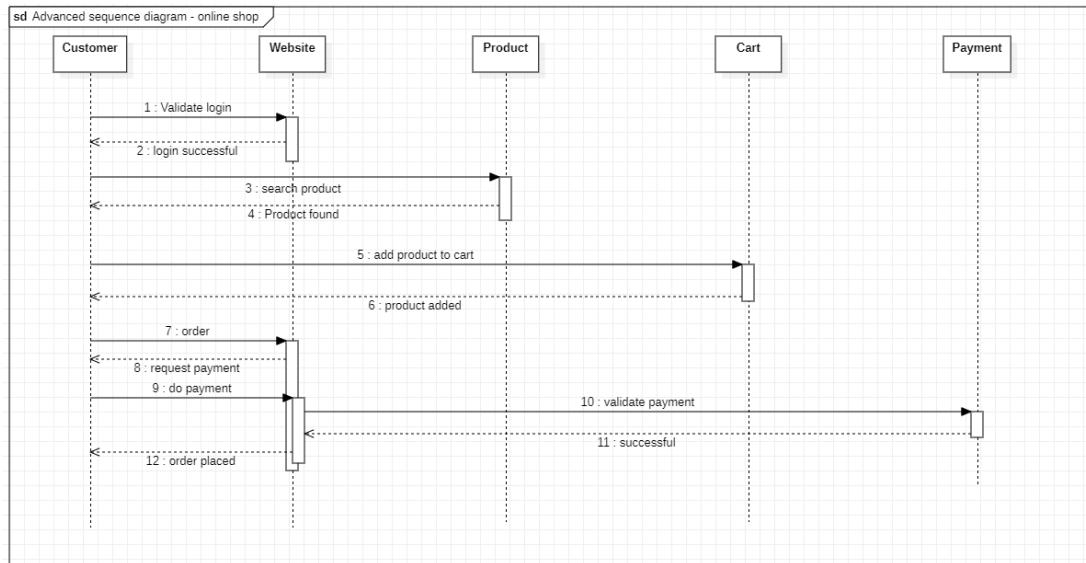 sd Advanced sequence diagram - online shop
Customer Website Product Cart Payment
1 : Validate login
2 : login successful
3 : search product
4 : Product found
5 : add product to cart
6 : product added
7 : order
8 : request payment
9 : do payment
10 : validate payment
11 : successful
12 : order placed